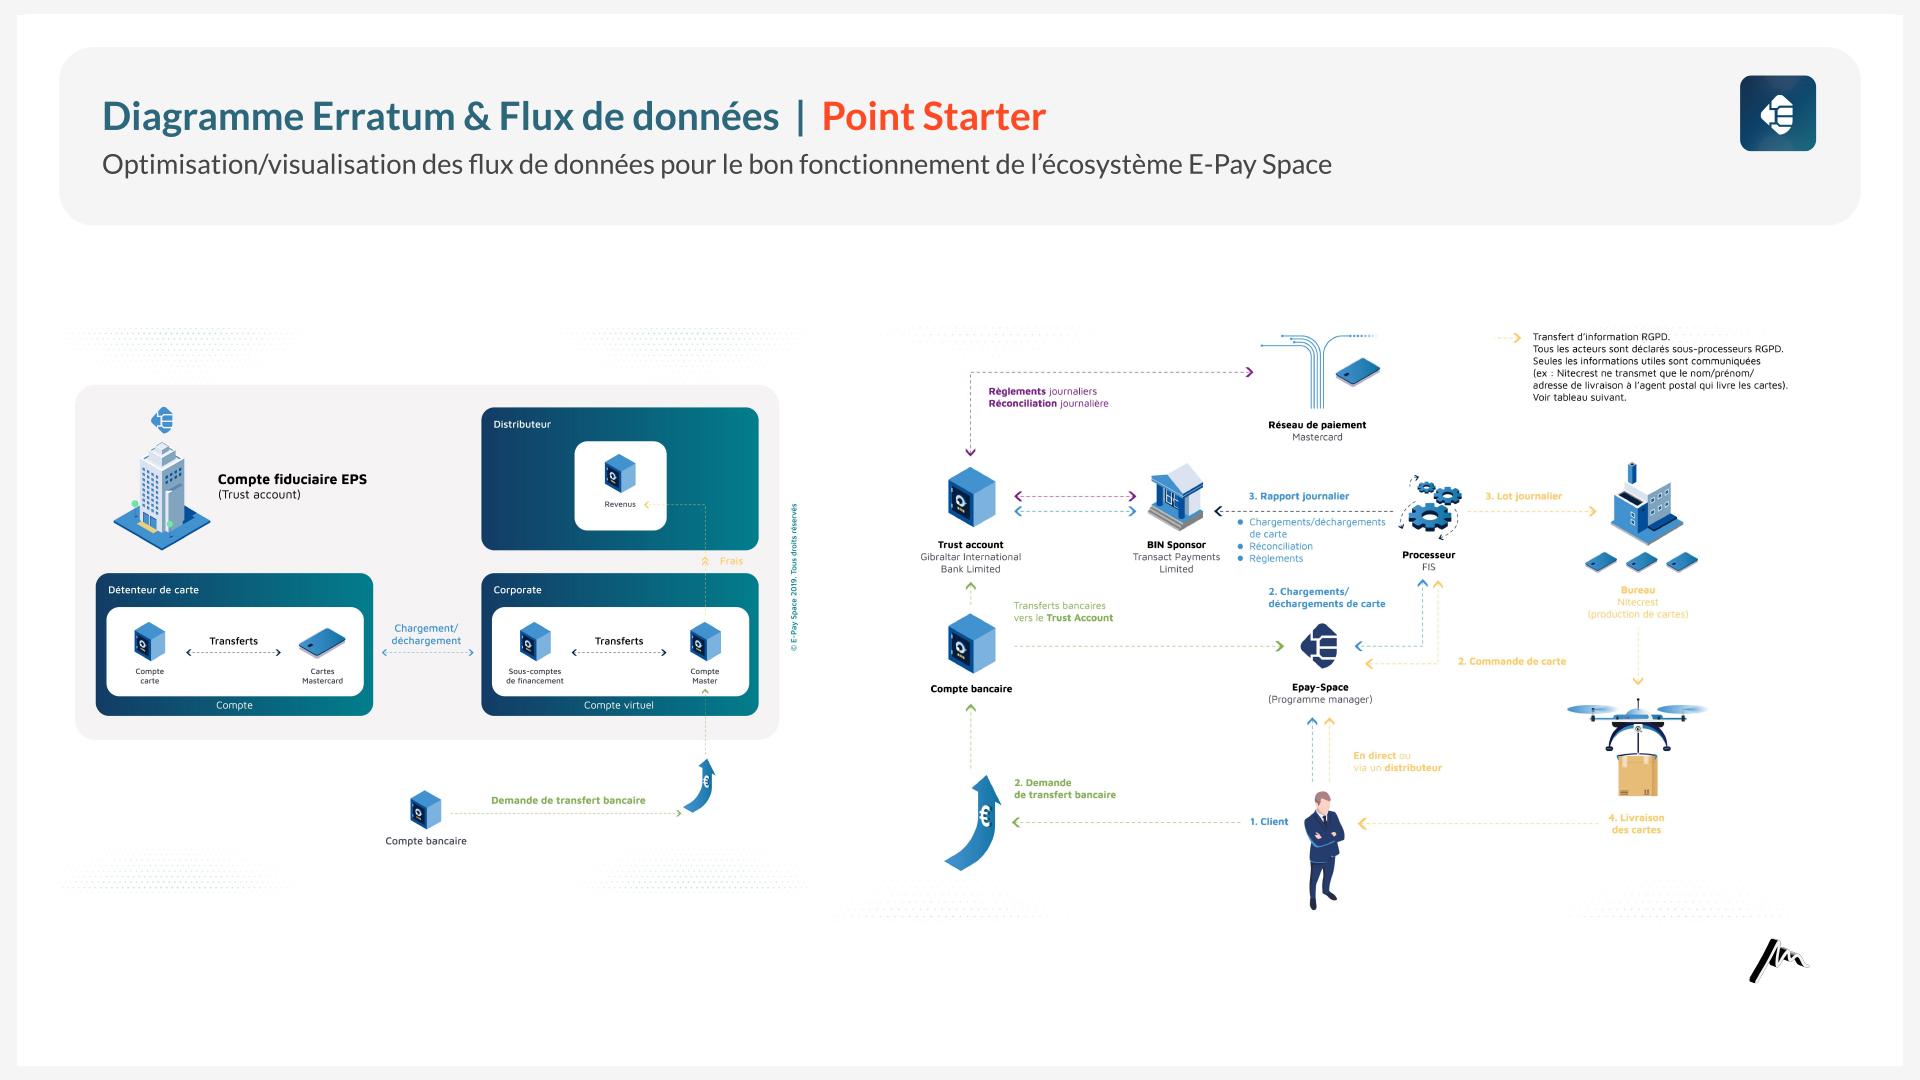 Diagramme Erratum & Flux de données | Point Starter
Optimisation/visualisation des flux de données pour le bon fonctionnement de l’écosystème E-Pay Space
Compte fiduciaire EPS
(Trust account)
Distributeur
Revenus
Frais
Détenteur de carte
Compte
carte
Transferts
Cartes
Mastercard
Compte
Chargement/
déchargement
Corporate
Sous-comptes
de financement
Transferts
Compte
Master
Compte virtuel
Compte bancaire
Demande de transfert bancaire
€
© E-Pay Space 2019. Tous droits réservés
Règlements journaliers
Réconciliation journalière
Réseau de paiement
Mastercard
Transfert d’information RGPD.
Tous les acteurs sont déclarés sous-processeurs RGPD.
Seules les informations utiles sont communiquées
(ex : Nitecrest ne transmet que le nom/prénom/
adresse de livraison à l’agent postal qui livre les cartes).
Voir tableau suivant.
Trust account
Gibraltar International
Bank Limited
BIN Sponsor
Transact Payments
Limited
3. Rapport journalier
Chargements/déchargements
de carte
Réconciliation
Règlements
Processeur
FIS
3. Lot journalier
Bureau
Nitecrest
(production de cartes)
Transferts bancaires
vers le Trust Account
2. Chargements/
déchargements de carte
Compte bancaire
Epay-Space
(Programme manager)
2. Commande de carte
En direct ou
via un distributeur
2. Demande
de transfert bancaire
€
1. Client
4. Livraison
des cartes